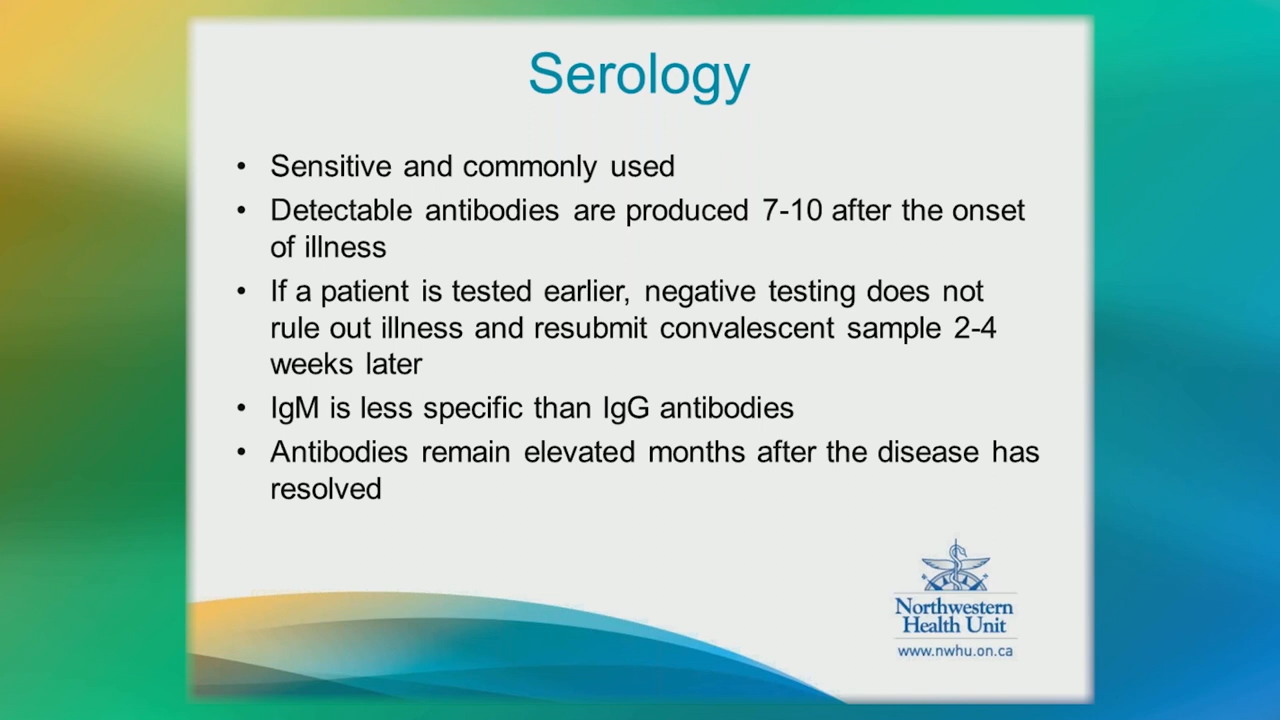 Serology
• Sensitive and commonly used
• Detectable antibodies are produced 7-10 after the onset
of illness
• If a patient is tested earlier, negative testing does not
rule out illness and resubmit convalescent sample 2-4
weeks later
• IgM is less specific than IgG antibodies
• Antibodies remain elevated months after the disease has
resolved
Northwestern
Health Unit
www.nwhu.on.ca